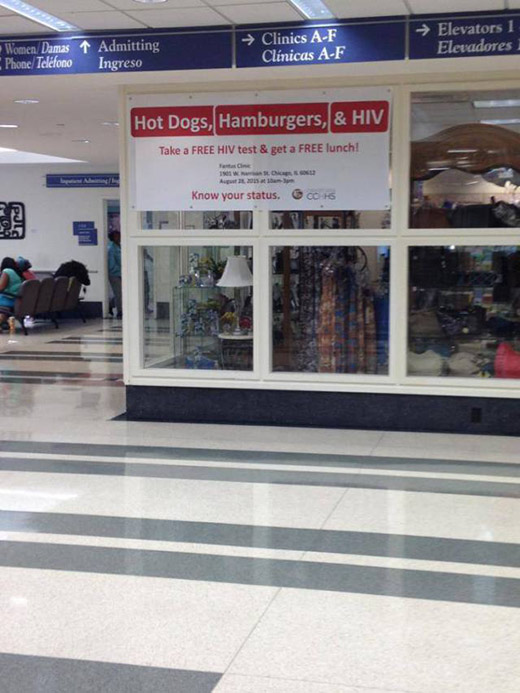 Women/Damas
Phone/Teléfono
Admitting
Ingreso
Clinics A-F
Clínicas A-F
Elevators 1
Elevadores
Hot Dogs, Hamburgers, & HIV
Take a FREE HIV test & get a FREE lunch!
Fantus Clinic
1901 W. Harrison St. Chicago, IL 60612
August 28, 2015 at 10am-3pm
Know your status.
CCHHS
Inpatient Admitting/